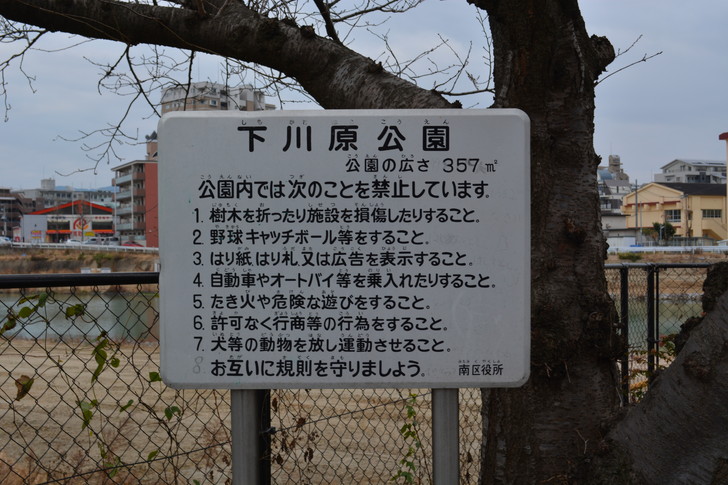 下川原公園
公園の広さ 357㎡
公園内では次のことを禁止しています。
1. 樹木を折ったり施設を損傷したりすること。
2. 野球キャッチボール等をすること。
3. はり紙、はり札又は広告を表示すること。
4. 自動車やオートバイ等を乗入れたりすること。
5. たき火や危険な遊びをすること。
6. 許可なく行商等の行為をすること。
7. 犬等の動物を放し運動させること。
8. お互いに規則を守りましょう。
南区役所